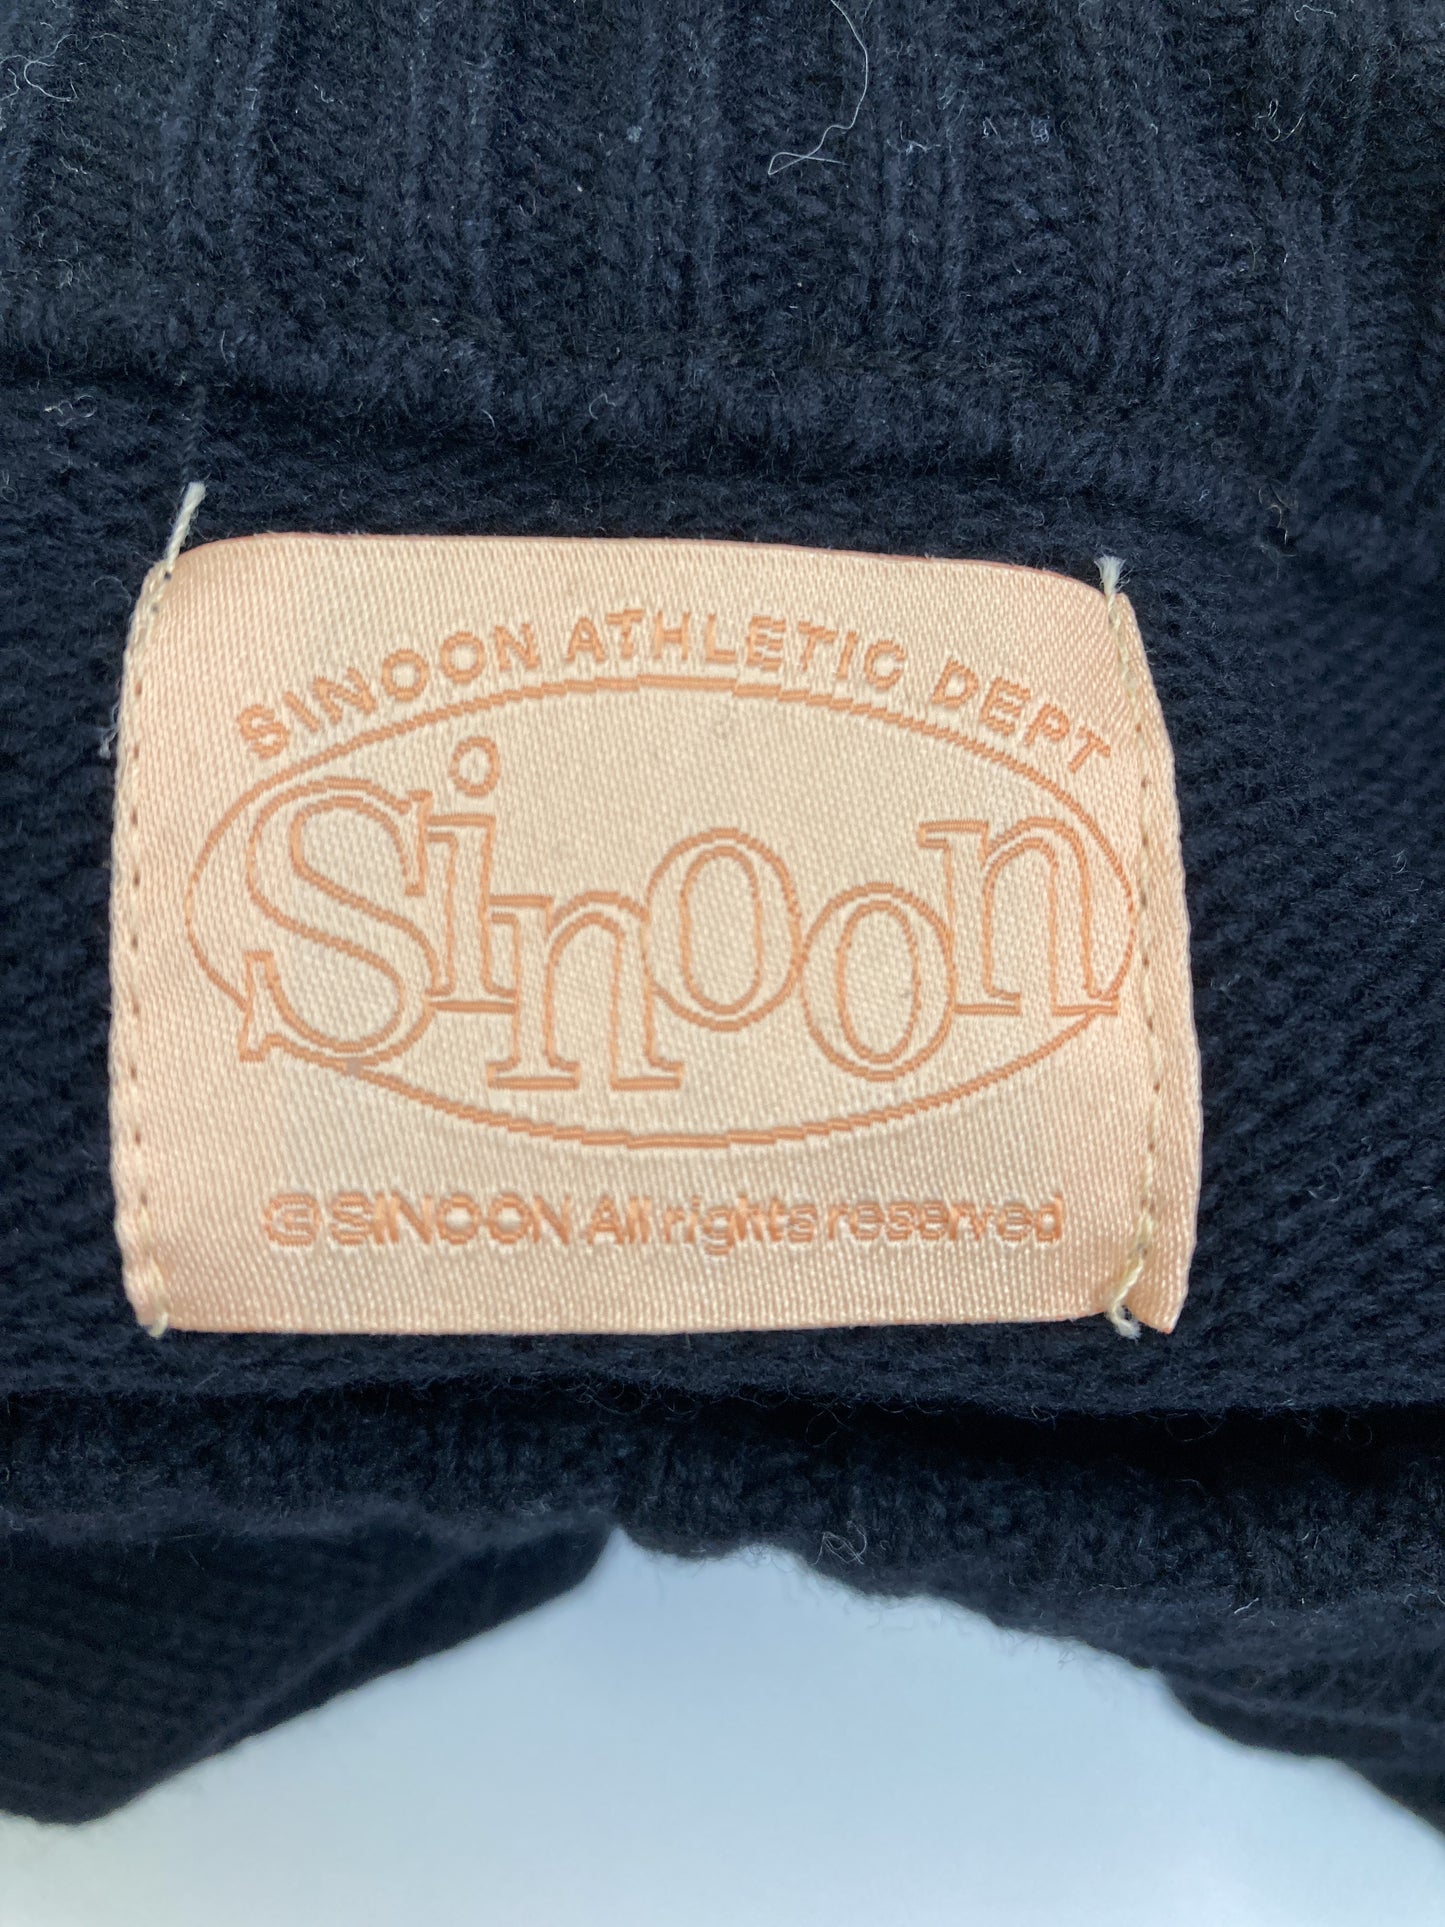 SINOON ATHLETIC DEPT
Sinoon
© SINOON All rights reserved